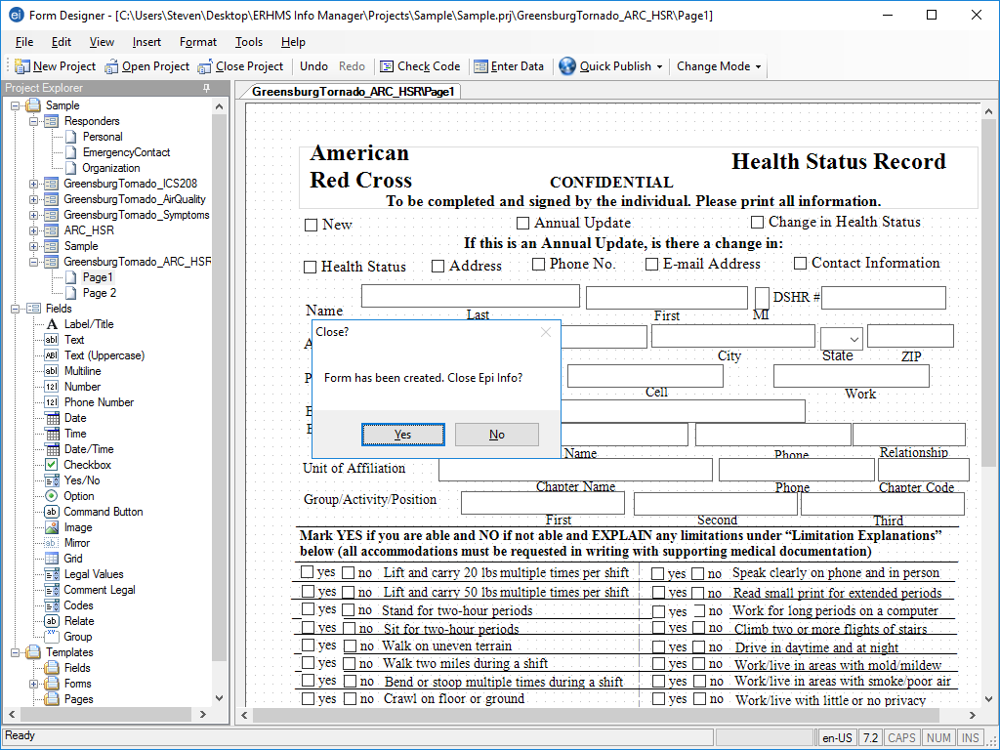 ei Form Designer - [C:\Users\Steven\Desktop\ERHMS Info Manager\Projects\Sample\Sample.prj\GreensburgTornado_ARC_HSR\Page1]
File Edit View Insert Format Tools Help
New Project Open Project Close Project Undo Redo Check Code Enter Data Quick Publish Change Mode
Project Explorer
Sample
Responders
Personal
EmergencyContact
Organization
GreensburgTornado_ICS208
GreensburgTornado_AirQuality
GreensburgTornado_Symptoms
ARC_HSR
Sample
GreensburgTornado_ARC_HSR
Page1
Page 2
Fields
A Label/Title
ab| Text
AB| Text (Uppercase)
ab| Multiline
12| Number
12| Phone Number
Date
Time
Date/Time
Checkbox
Yes/No
Option
ab Command Button
Image
ab Mirror
Grid
Legal Values
Comment Legal
Codes
ab Relate
Group
Templates
Fields
Forms
Pages
GreensburgTornado_ARC_HSR\Page1
American
Red Cross
Health Status Record
CONFIDENTIAL
To be completed and signed by the individual. Please print all information.
New Annual Update Change in Health Status
If this is an Annual Update, is there a change in:
Health Status Address Phone No. E-mail Address Contact Information
Name DSHR #
Last First MI
A
City State ZIP
P
Cell Work
E
E
Name Phone Relationship
Unit of Affiliation
Chapter Name Phone Chapter Code
Group/Activity/Position
First Second Third
Close?
Form has been created. Close Epi Info?
Yes No
Mark YES if you are able and NO if not able and EXPLAIN any limitations under “Limitation Explanations”
below (all accommodations must be requested in writing with supporting medical documentation)
yes no Lift and carry 20 lbs multiple times per shift yes no Speak clearly on phone and in person
yes no Lift and carry 50 lbs multiple times per shift yes no Read small print for extended periods
yes no Stand for two-hour periods yes no Work for long periods on a computer
yes no Sit for two-hour periods yes no Climb two or more flights of stairs
yes no Walk on uneven terrain yes no Drive in daytime and at night
yes no Walk two miles during a shift yes no Work/live in areas with mold/mildew
yes no Bend or stoop multiple times during a shift yes no Work/live in areas with smoke/poor air
yes no Crawl on floor or ground yes no Work/live with little or no privacy
Ready en-US 7.2 CAPS NUM INS